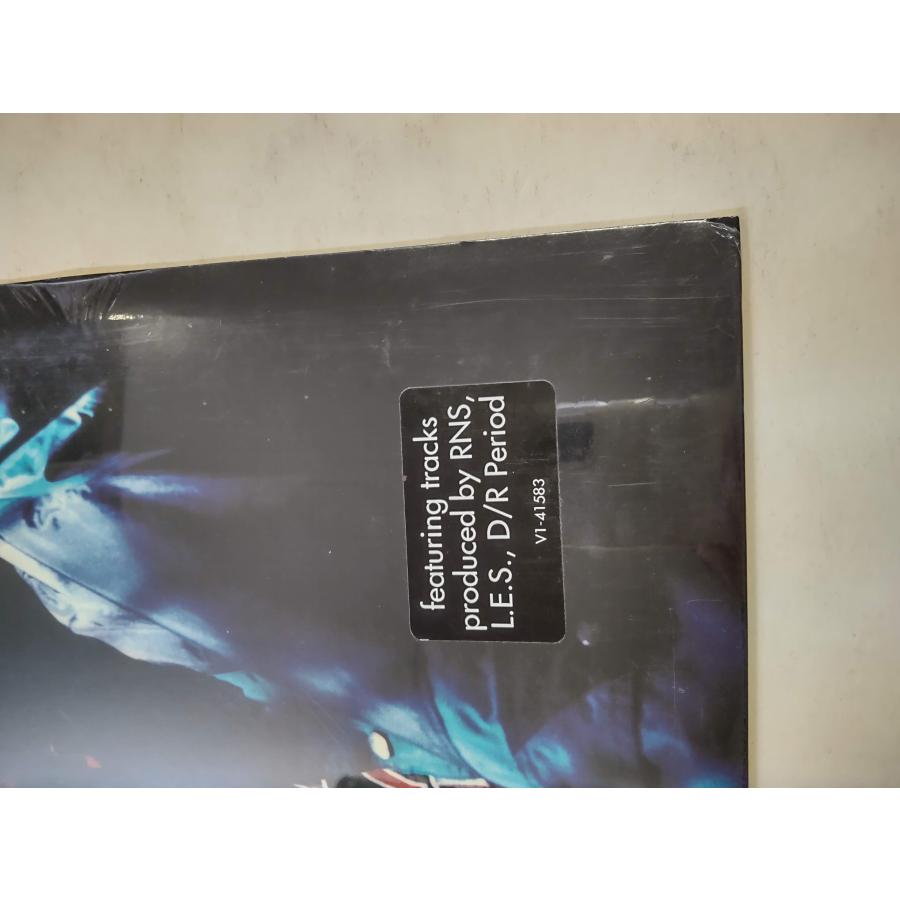 featuring tracks
produced by RNS,
L.E.S., D/R Period
V1-41583